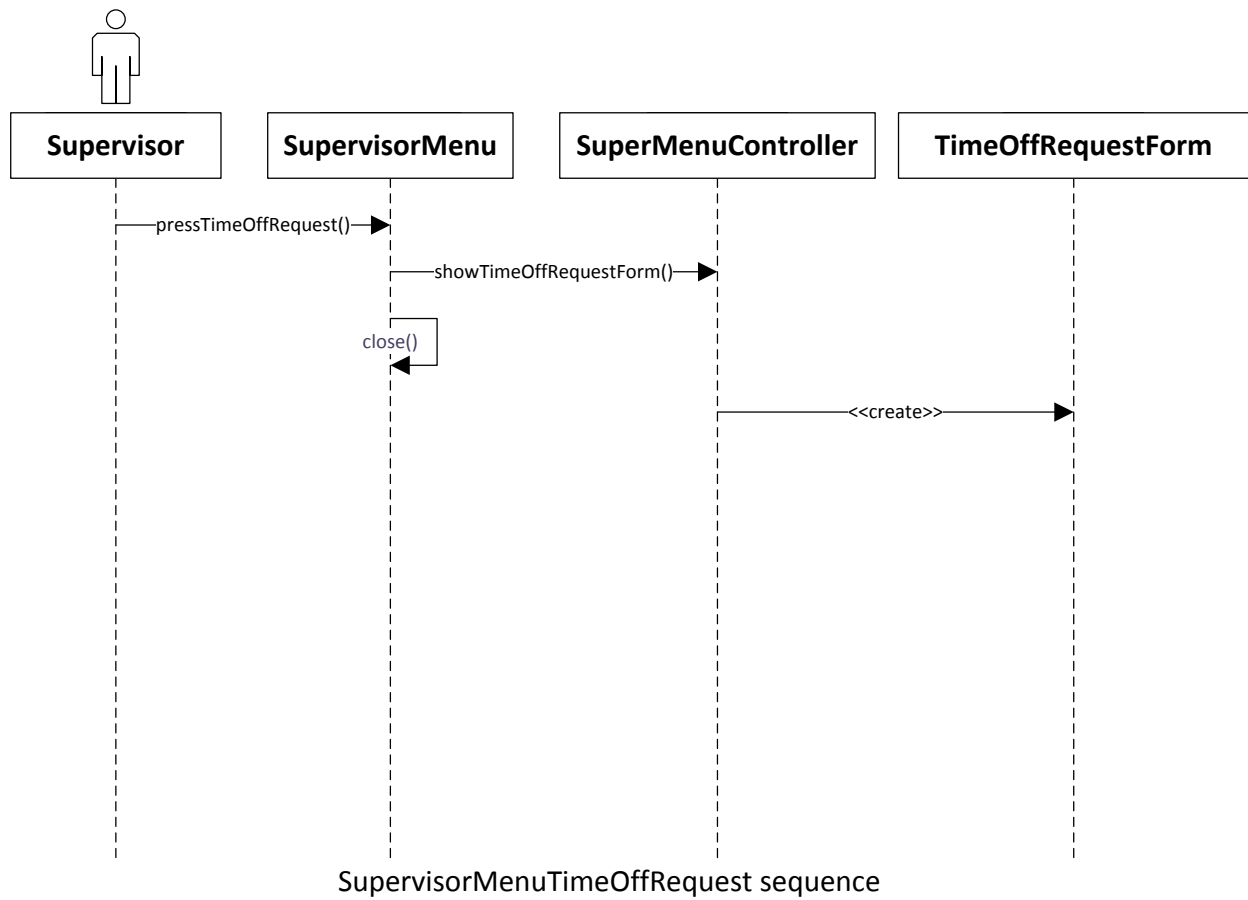 Supervisor
SupervisorMenu
SuperMenuController
TimeOffRequestForm
pressTimeOffRequest()
showTimeOffRequestForm()
close()
<<create>>
SupervisorMenuTimeOffRequest sequence